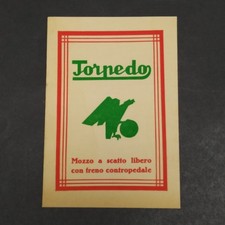 Torpedo
Mozzo a scatto libero
con freno contropedale